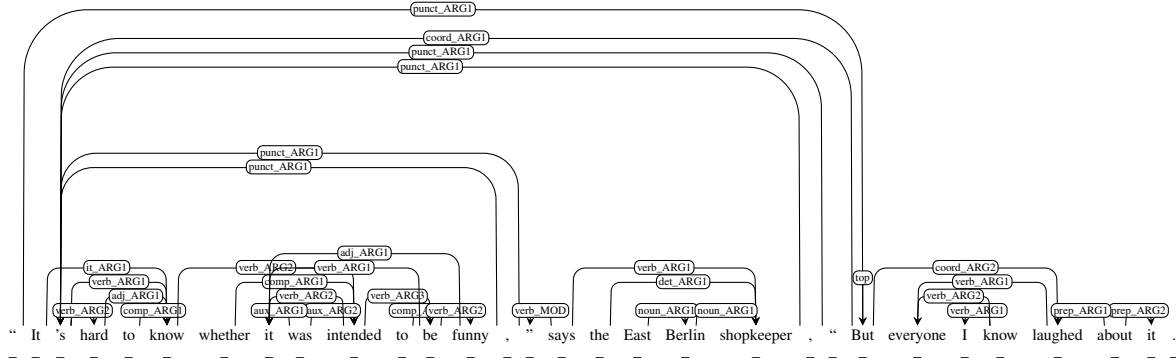 punct_ARG1
coord_ARG1
punct_ARG1
punct_ARG1
punct_ARG1
punct_ARG1
adj_ARG1
it_ARG1 verb_ARG2 verb_ARG1 verb_ARG1 coord_ARG2
verb_ARG1 comp_ARG1 det_ARG1 verb_ARG1
adj_ARG1 verb_ARG2 verb_ARG3 verb_ARG2
verb_ARG2 comp_ARG1 aux_ARG1 aux_ARG2 comp_ verb_ARG2 verb_MOD noun_ARG1 noun_ARG1 top verb_ARG1 prep_ARG1 prep_ARG2
“ It 's hard to know whether it was intended to be funny , ” says the East Berlin shopkeeper , “ But everyone I know laughed about it .